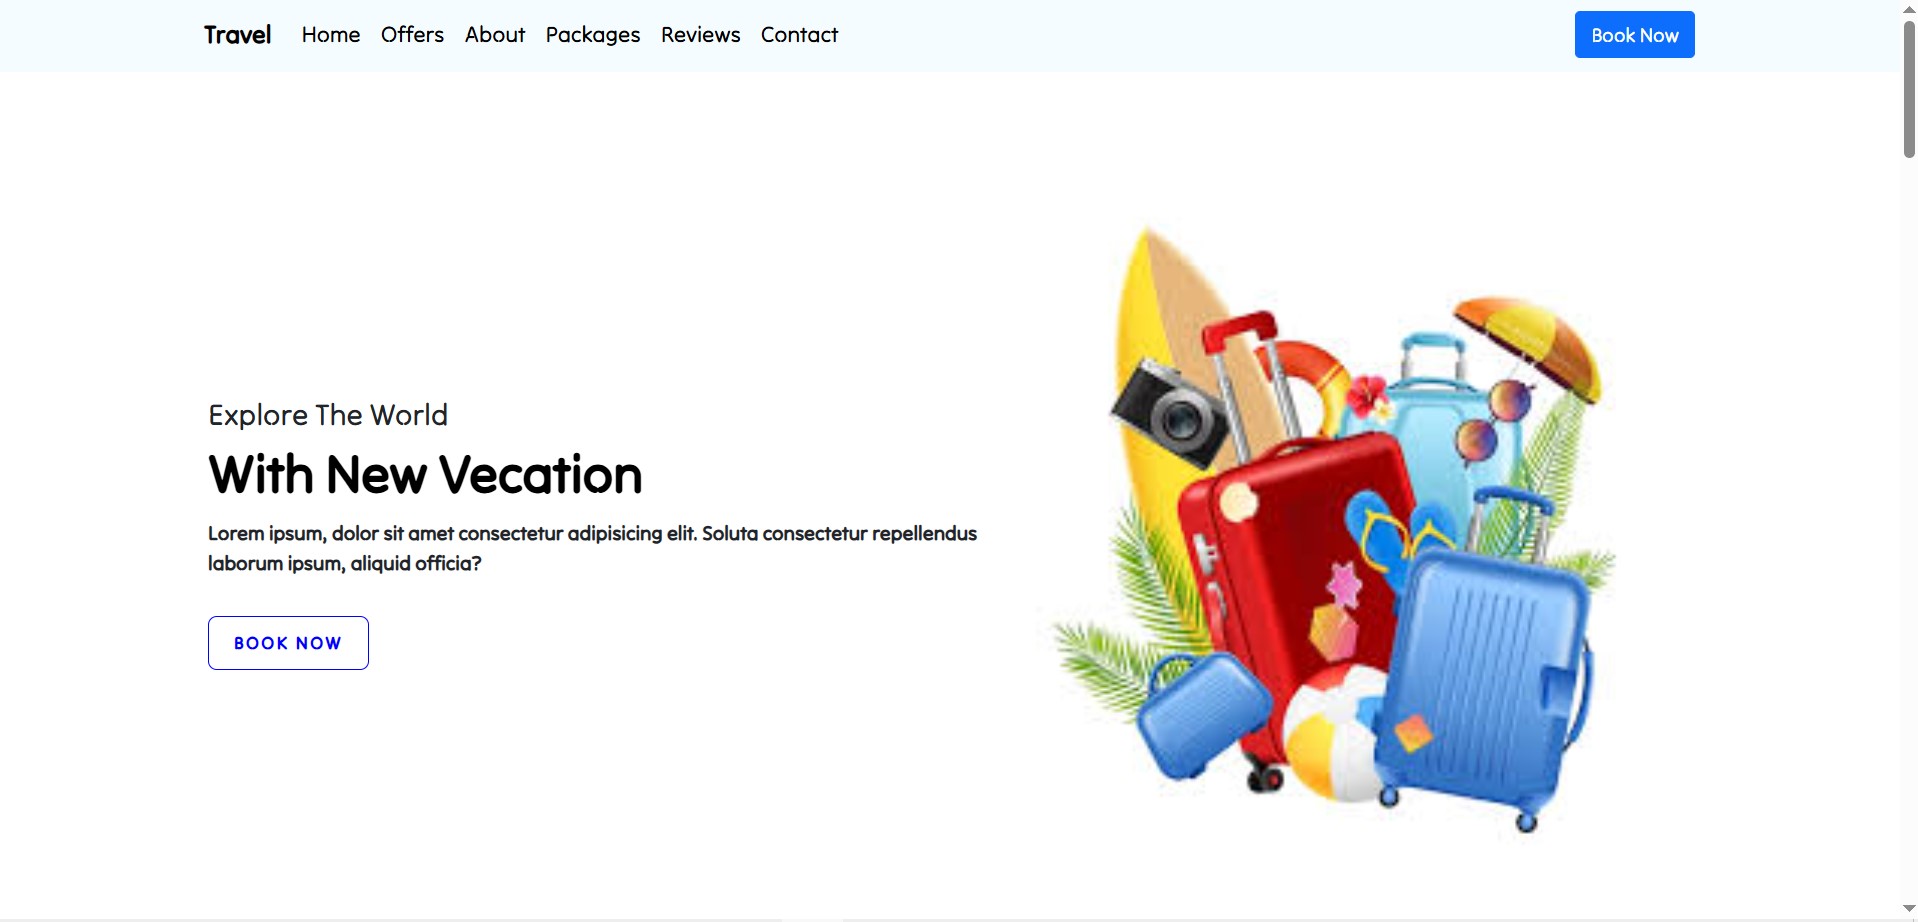 Travel Home Offers About Packages Reviews Contact Book Now
Explore The World
With New Vecation
Lorem ipsum, dolor sit amet consectetur adipisicing elit. Soluta consectetur repellendus
laborum ipsum, aliquid officia?
BOOK NOW